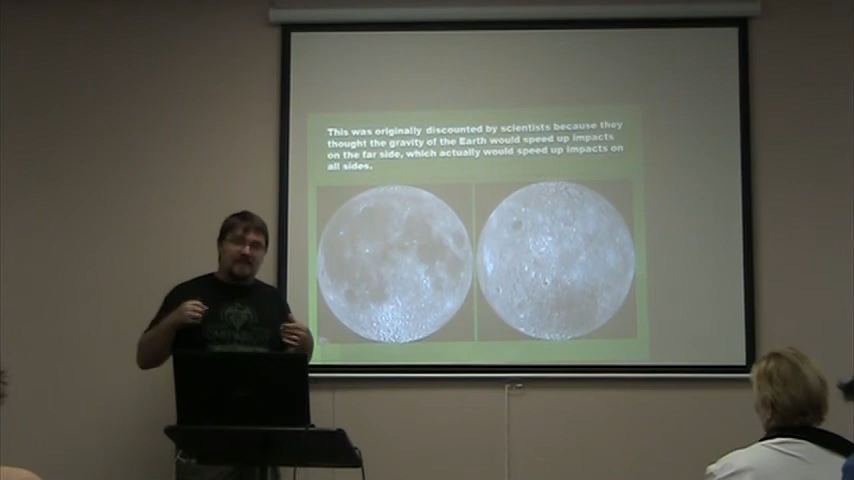 This was originally discounted by scientists because they
thought the gravity of the Earth would speed up impacts
on the far side, which actually would speed up impacts on
all sides.